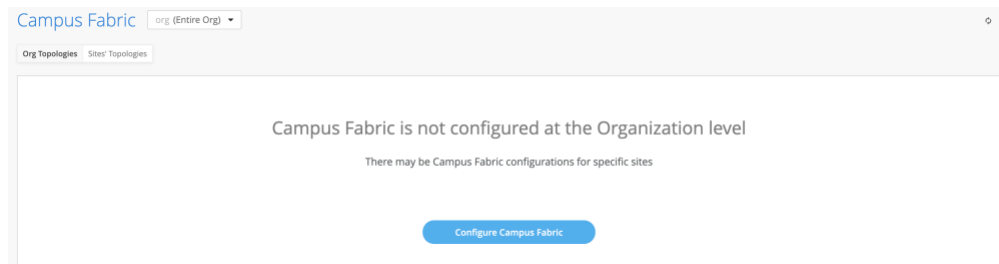 Campus Fabric org (Entire Org)
Org Topologies Sites' Topologies
Campus Fabric is not configured at the Organization level
There may be Campus Fabric configurations for specific sites
Configure Campus Fabric